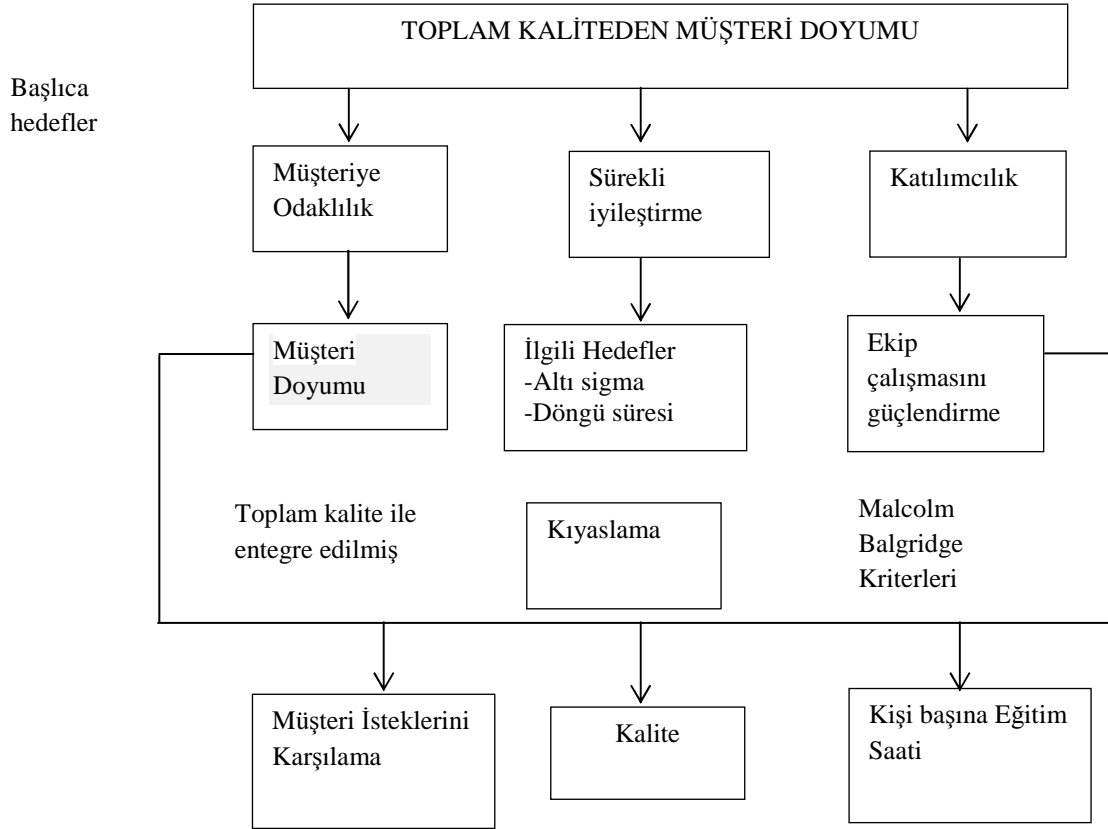 TOPLAM KALİTEDEN MÜŞTERİ DOYUMU
Başlıca
hedefler
Müşteriye
Odaklılık
Sürekli
iyileştirme
Katılımcılık
Müşteri
Doyumu
İlgili Hedefler
-Altı sigma
-Döngü süresi
Ekip
çalışmasını
güçlendirme
Toplam kalite ile
entegre edilmiş
Kıyaslama
Malcolm
Balgridge
Kriterleri
Müşteri İsteklerini
Karşılama
Kalite
Kişi başına Eğitim
Saati